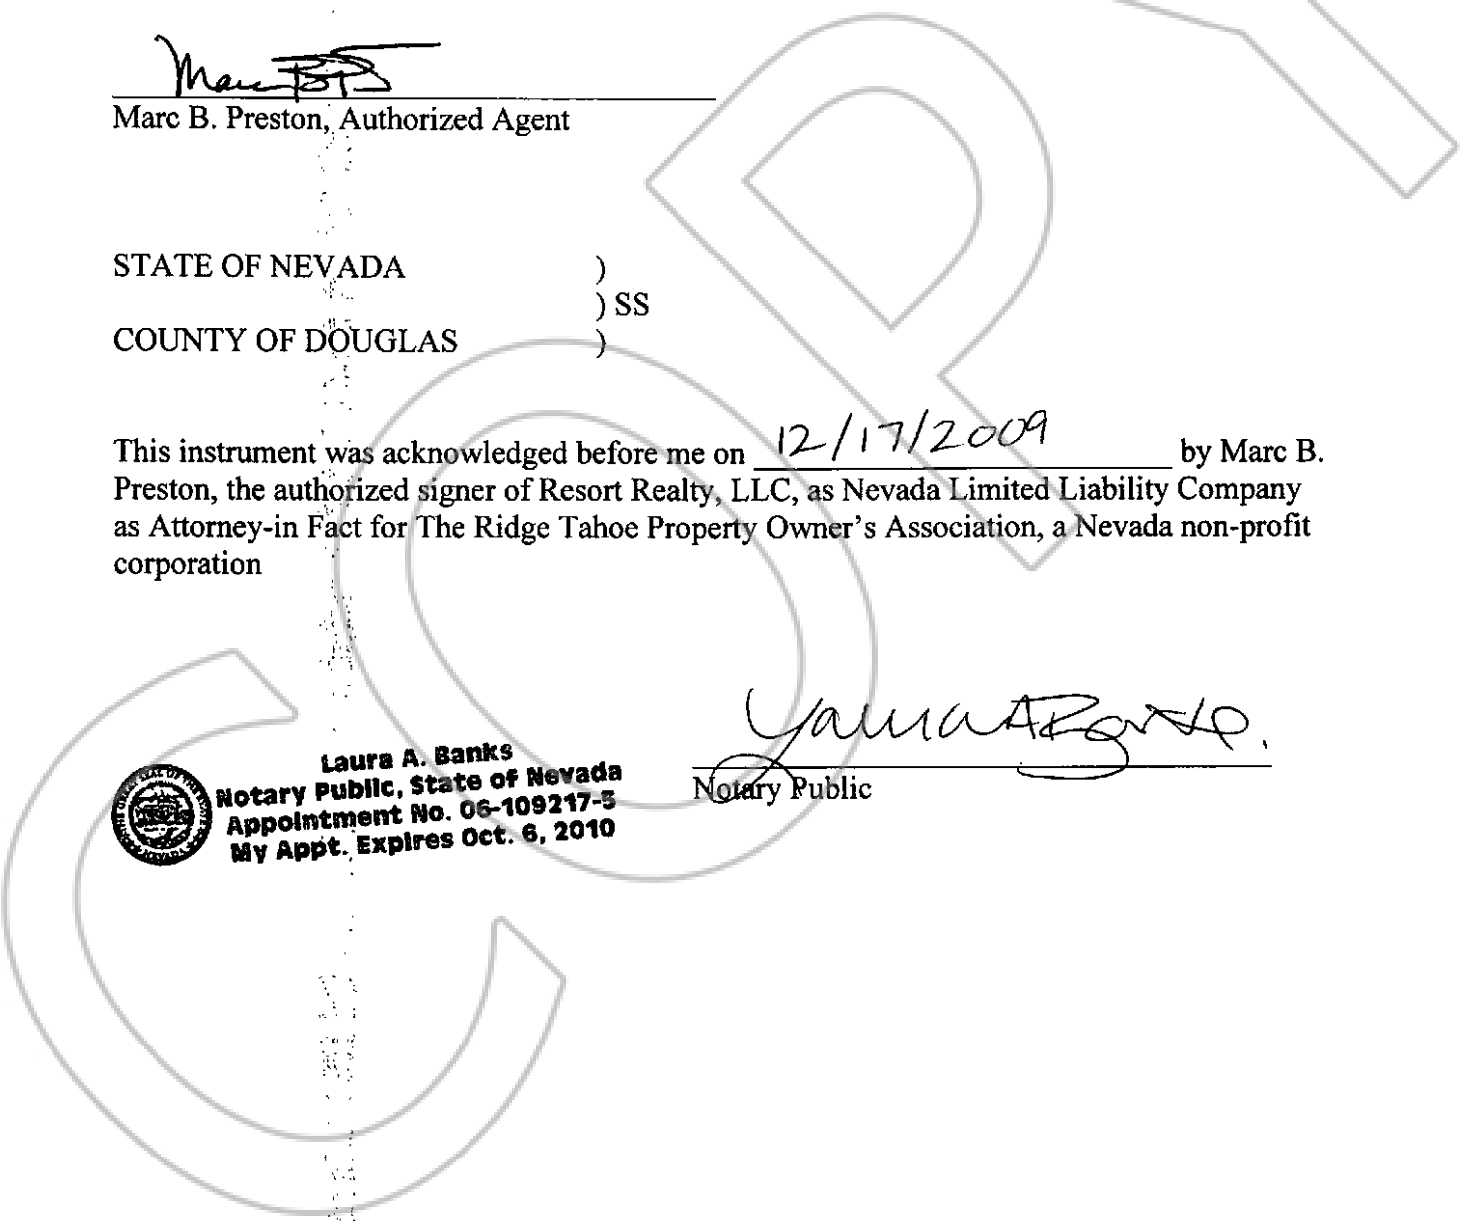 Marc B. Preston, Authorized Agent
STATE OF NEVADA )
) SS
COUNTY OF DOUGLAS )
This instrument was acknowledged before me on 12/17/2009 by Marc B.
Preston, the authorized signer of Resort Realty, LLC, as Nevada Limited Liability Company
as Attorney-in Fact for The Ridge Tahoe Property Owner's Association, a Nevada non-profit
corporation
Notary Public
Laura A. Banks
Notary Public, State of Nevada
Appointment No. 06-109217-5
My Appt. Expires Oct. 6, 2010
COPY